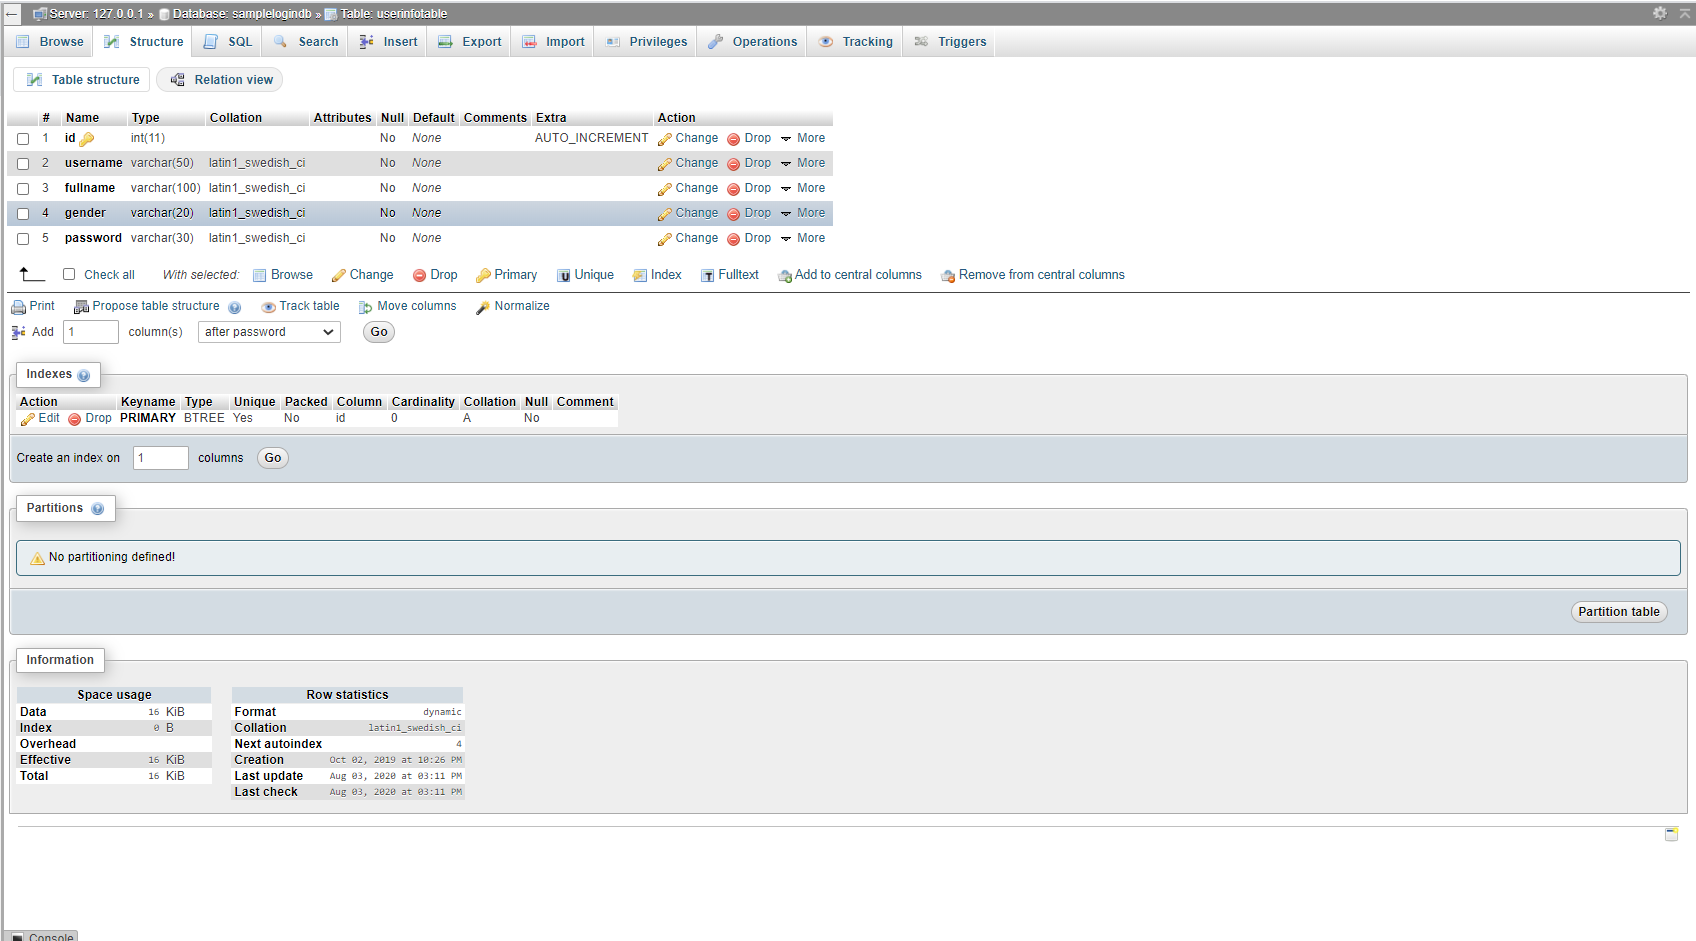 Server: 127.0.0.1 » Database: samplelogindb » Table: userinfotable
Browse Structure SQL Search Insert Export Import Privileges Operations Tracking Triggers
Table structure Relation view
# Name Type Collation Attributes Null Default Comments Extra Action
1 id int(11) No None AUTO_INCREMENT Change Drop More
2 username varchar(50) latin1_swedish_ci No None Change Drop More
3 fullname varchar(100) latin1_swedish_ci No None Change Drop More
4 gender varchar(20) latin1_swedish_ci No None Change Drop More
5 password varchar(30) latin1_swedish_ci No None Change Drop More
Check all With selected: Browse Change Drop Primary Unique Index Fulltext Add to central columns Remove from central columns
Print Propose table structure Track table Move columns Normalize
Add 1 column(s) after password Go
Indexes
Action Keyname Type Unique Packed Column Cardinality Collation Null Comment
Edit Drop PRIMARY BTREE Yes No id 0 A No
Create an index on 1 columns Go
Partitions
No partitioning defined!
Partition table
Information
Space usage Row statistics
Data 16 KiB Format dynamic
Index 0 B Collation latin1_swedish_ci
Overhead Next autoindex 4
Effective 16 KiB Creation Oct 02, 2019 at 10:26 PM
Total 16 KiB Last update Aug 03, 2020 at 03:11 PM
Last check Aug 03, 2020 at 03:11 PM
Console